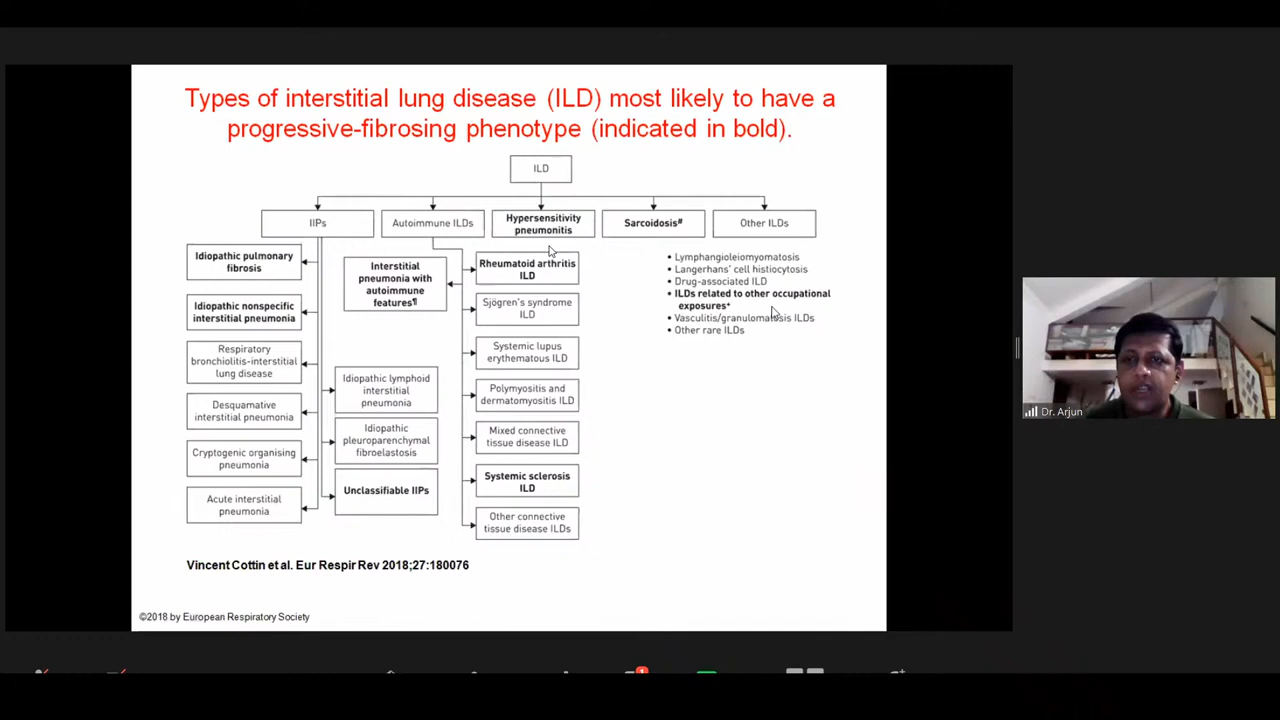 Types of interstitial lung disease (ILD) most likely to have a
progressive-fibrosing phenotype (indicated in bold).
ILD
IIPs
Autoimmune ILDs
Hypersensitivity
pneumonitis
Sarcoidosis#
Other ILDs
Idiopathic pulmonary
fibrosis
Idiopathic nonspecific
interstitial pneumonia
Respiratory
bronchiolitis-interstitial
lung disease
Desquamative
interstitial pneumonia
Cryptogenic organising
pneumonia
Acute interstitial
pneumonia
Interstitial
pneumonia with
autoimmune
features¶
Idiopathic lymphoid
interstitial
pneumonia
Idiopathic
pleuroparenchymal
fibroelastosis
Unclassifiable IIPs
Rheumatoid arthritis
ILD
Sjögren's syndrome
ILD
Systemic lupus
erythematous ILD
Polymyositis and
dermatomyositis ILD
Mixed connective
tissue disease ILD
Systemic sclerosis
ILD
Other connective
tissue disease ILDs
• Lymphangioleiomyomatosis
• Langerhans' cell histiocytosis
• Drug-associated ILD
• ILDs related to other occupational
exposures+
• Vasculitis/granulomatosis ILDs
• Other rare ILDs
Vincent Cottin et al. Eur Respir Rev 2018;27:180076
©2018 by European Respiratory Society
Dr. Arjun
1